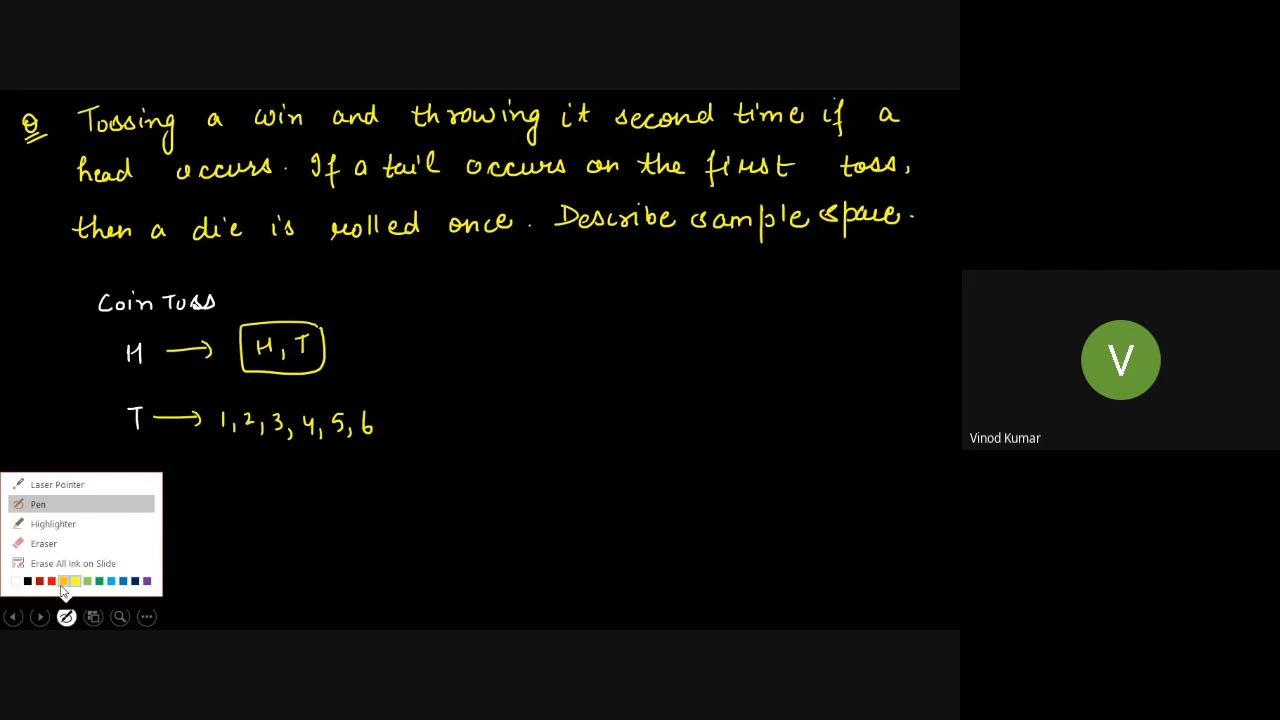 Q Tossing a coin and throwing it second time if a
head occurs. If a tail occurs on the first toss,
then a die is rolled once. Describe sample space.
Coin Toss
H → H, T
T → 1, 2, 3, 4, 5, 6
V
Vinod Kumar
Laser Pointer
Pen
Highlighter
Eraser
Erase All Ink on Slide